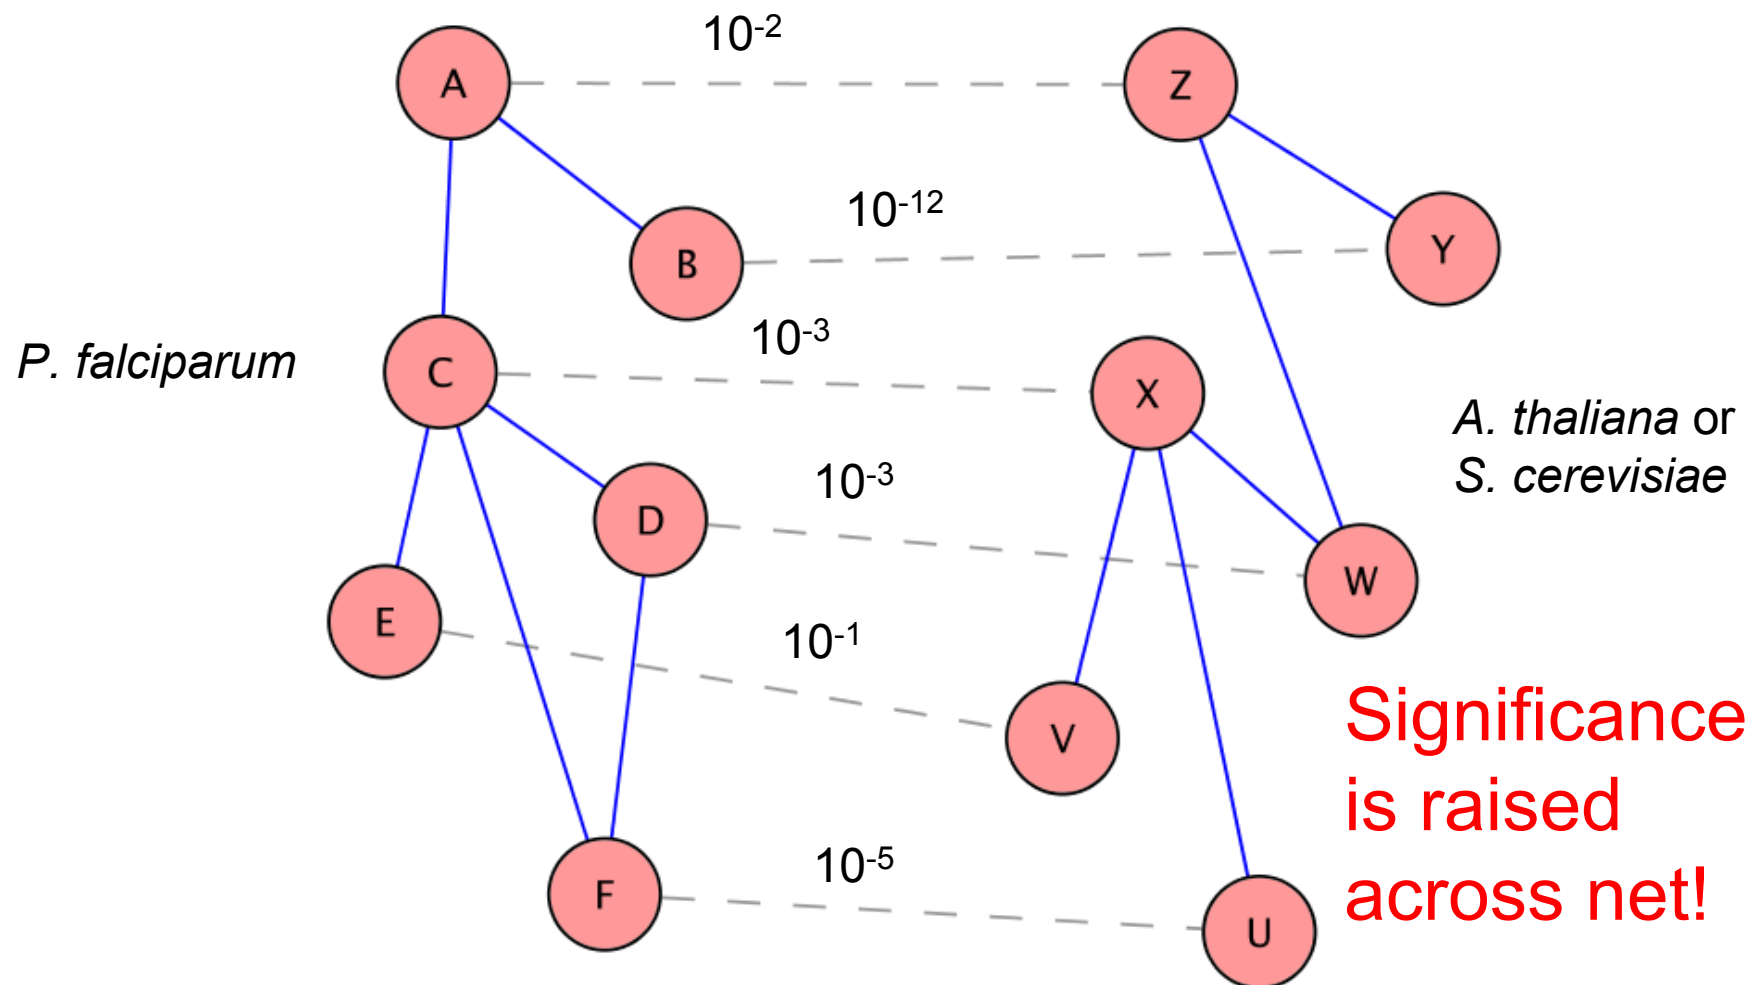 10⁻²
A
Z
10⁻¹²
B
Y
10⁻³
P. falciparum
C
X
A. thaliana or
S. cerevisiae
10⁻³
D
W
E
10⁻¹
V
Significance
is raised
across net!
10⁻⁵
F
U